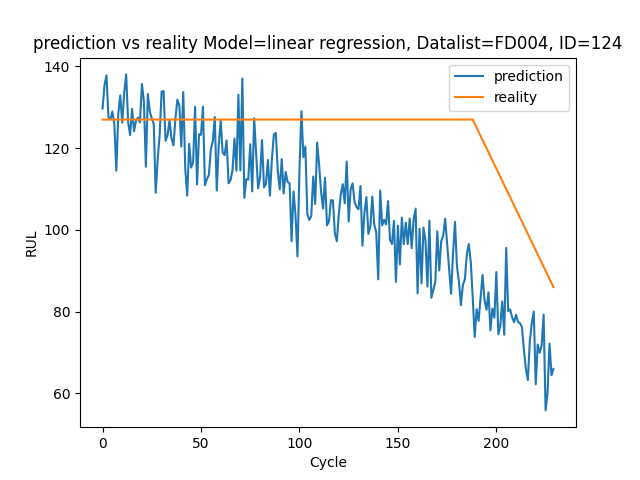 prediction vs reality Model=linear regression, Datalist=FD004, ID=124
prediction
reality
140
120
100
80
60
RUL
0
50
100
150
200
Cycle